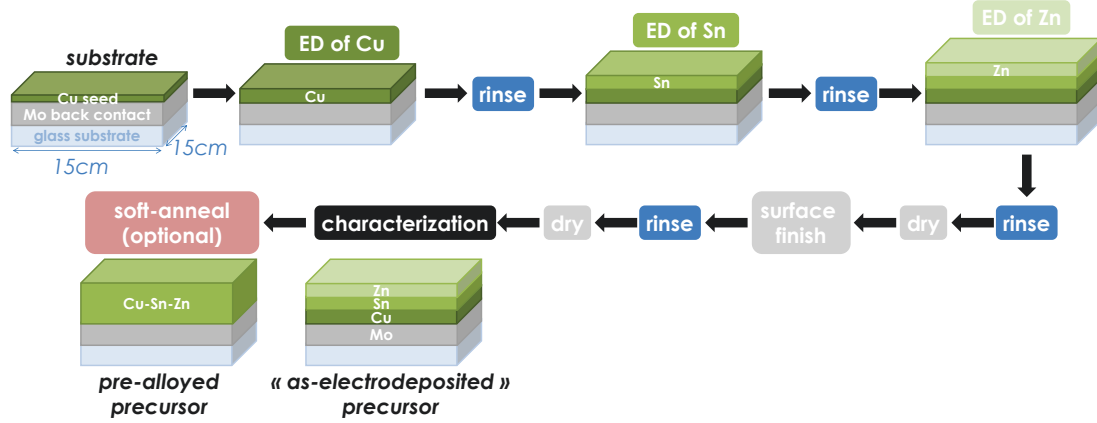 substrate
Cu seed
Mo back contact
glass substrate
15cm
15cm
ED of Cu
Cu
rinse
ED of Sn
Sn
rinse
ED of Zn
Zn
rinse
dry
surface
finish
rinse
dry
characterization
soft-anneal
(optional)
Cu-Sn-Zn
pre-alloyed
precursor
Zn
Sn
Cu
Mo
« as-electrodeposited »
precursor